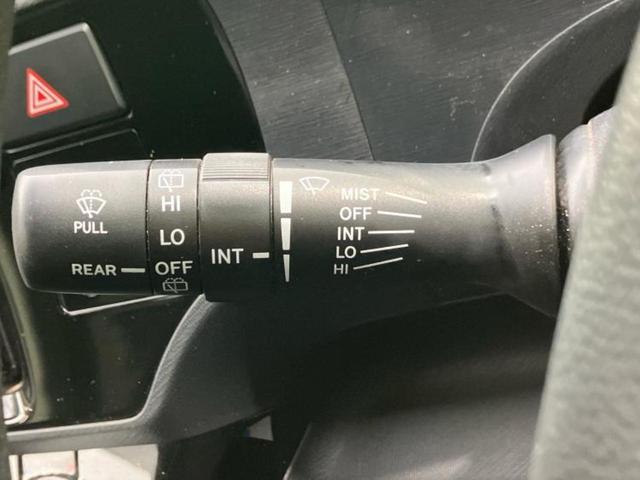 PULL
REAR
HI
LO
OFF
INT
MIST
OFF
INT
LO
HI